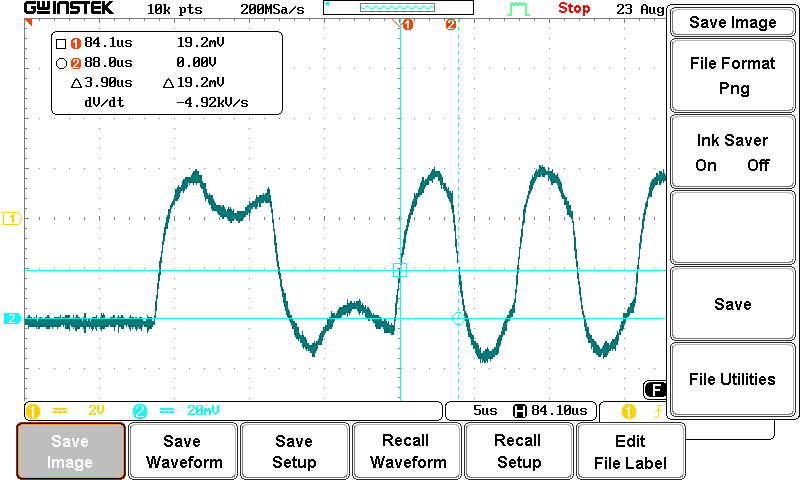 GWINSTEK 10k pts 200MSa/s Stop 23 Aug
1 2
1 84.1us 19.2mV
2 88.0us 0.00V
△3.90us △19.2mV
dV/dt -4.92kV/s
1
2
1 2V 2 20mV 5us H 84.10us 1 F
Save Image
File Format
Png
Ink Saver
On Off
Save
File Utilities
Save
Image
Save
Waveform
Save
Setup
Recall
Waveform
Recall
Setup
Edit
File Label